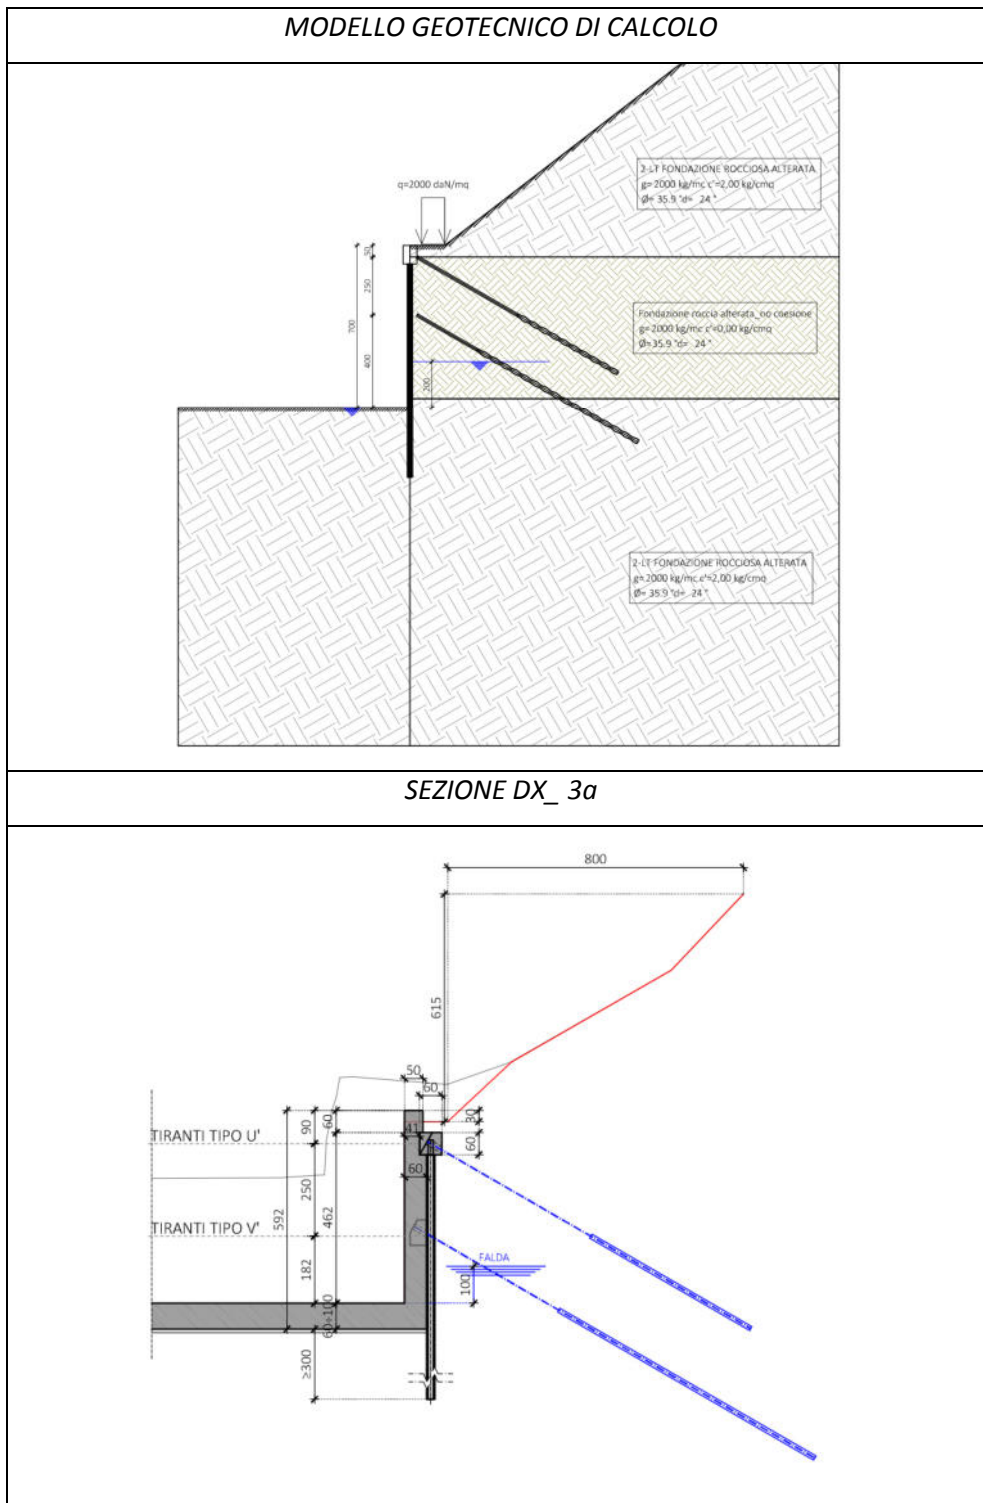 MODELLO GEOTECNICO DI CALCOLO
2-LT FONDAZIONE ROCCIOSA ALTERATA
g= 2000 kg/mc c'=2,00 kg/cmq
Ø= 35.9 °d= 24 °
q=2000 daN/mq
50
250
700
400
200
Fondazione roccia alterata_no coesione
g= 2000 kg/mc c'=0,00 kg/cmq
Ø= 35.9 °d= 24 °
2-LT FONDAZIONE ROCCIOSA ALTERATA
g= 2000 kg/mc c'=2,00 kg/cmq
Ø= 35.9 °d= 24 °
SEZIONE DX_ 3a
800
615
50
60
30
90
60
41
60
TIRANTI TIPO U'
60
250
592
462
TIRANTI TIPO V'
FALDA
182
100
60÷100
≥300